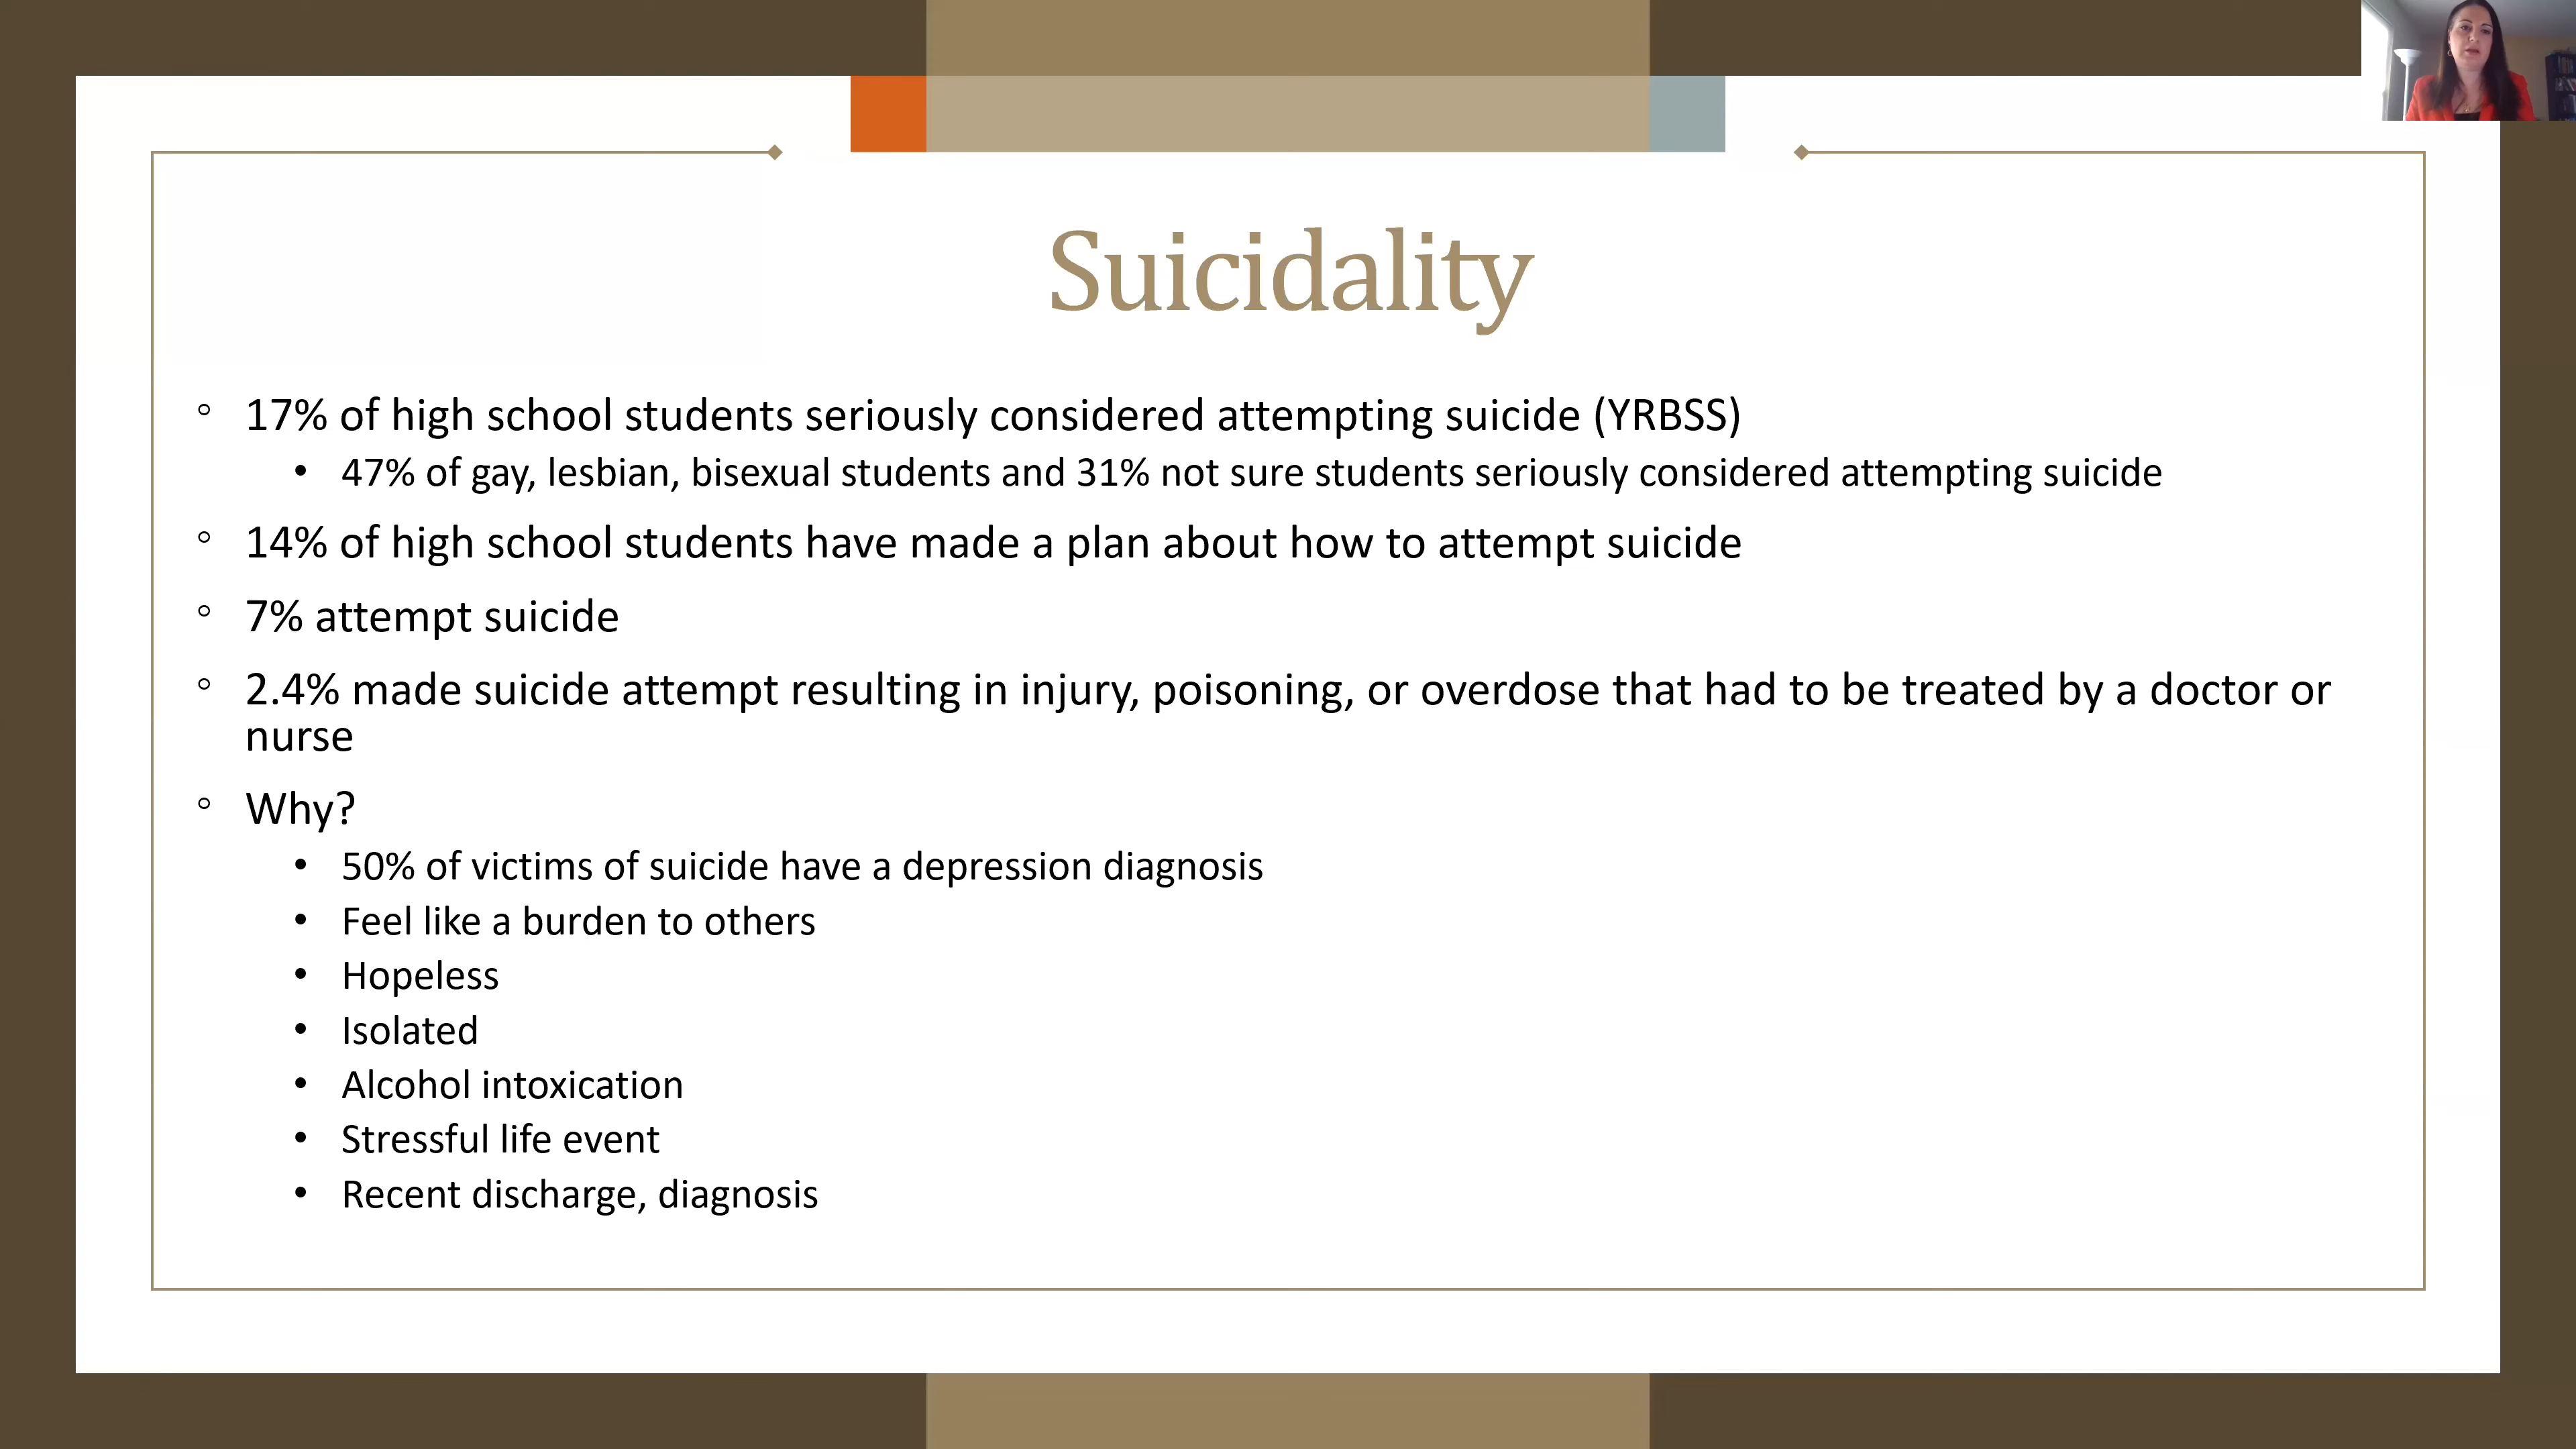 Suicidality
° 17% of high school students seriously considered attempting suicide (YRBSS)
• 47% of gay, lesbian, bisexual students and 31% not sure students seriously considered attempting suicide
° 14% of high school students have made a plan about how to attempt suicide
° 7% attempt suicide
° 2.4% made suicide attempt resulting in injury, poisoning, or overdose that had to be treated by a doctor or
nurse
° Why?
• 50% of victims of suicide have a depression diagnosis
• Feel like a burden to others
• Hopeless
• Isolated
• Alcohol intoxication
• Stressful life event
• Recent discharge, diagnosis